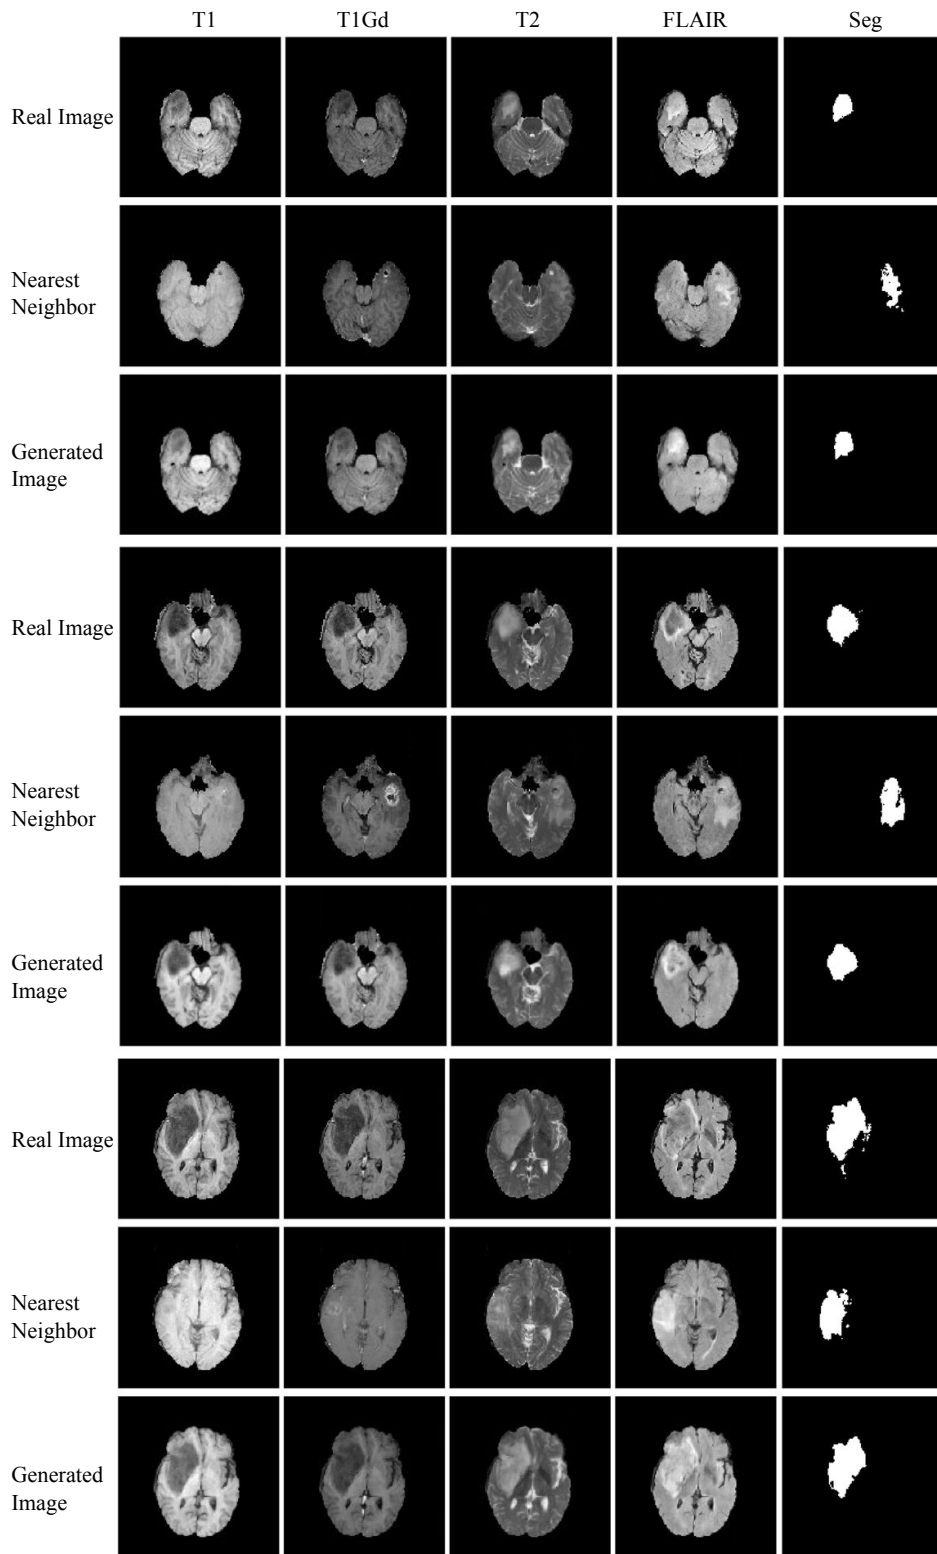 T1 T1Gd T2 FLAIR Seg
Real Image
Nearest
Neighbor
Generated
Image
Real Image
Nearest
Neighbor
Generated
Image
Real Image
Nearest
Neighbor
Generated
Image